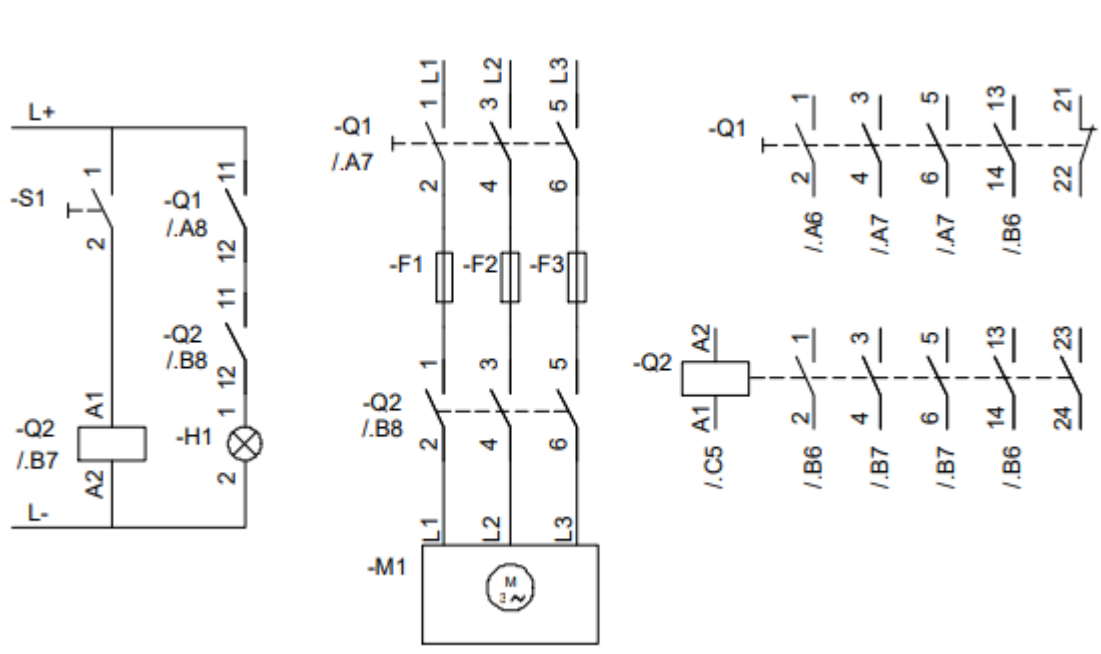 L+
1
-S1
2
A1
-Q2
/.B7
A2
L-
11
-Q1
/.A8
12
11
-Q2
/.B8
12
1
-H1
2
L1 L2 L3
1 3 5
-Q1
/.A7
2 4 6
-F1 -F2 -F3
1 3 5
-Q2
/.B8
2 4 6
L1 L2 L3
-M1
M
3 ~
1 3 5 13 21
-Q1
2 4 6 14 22
/.A6 /.A7 /.A7 /.B6
A2 1 3 5 13 23
-Q2
A1 2 4 6 14 24
/.C5 /.B6 /.B7 /.B7 /.B6